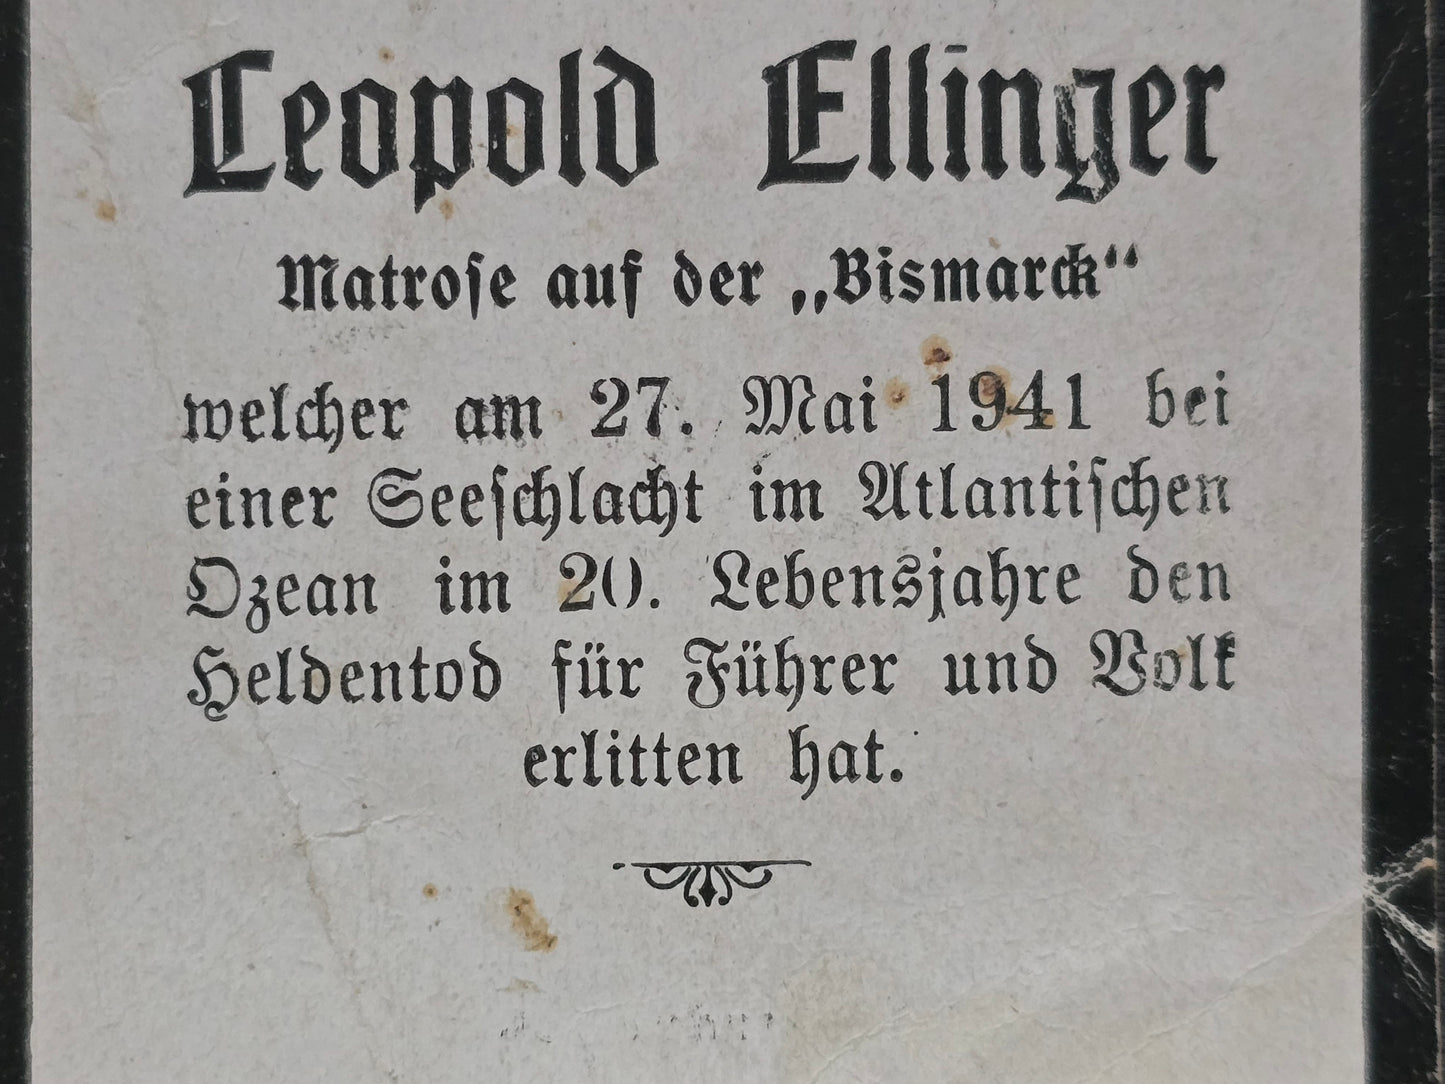 Leopold Ellinger
Matroſe auf der „Bismarck“
welcher am 27. Mai 1941 bei
einer Seeſchlacht im Atlantiſchen
Ozean im 20. Lebensjahre den
Heldentod für Führer und Volk
erlitten hat.